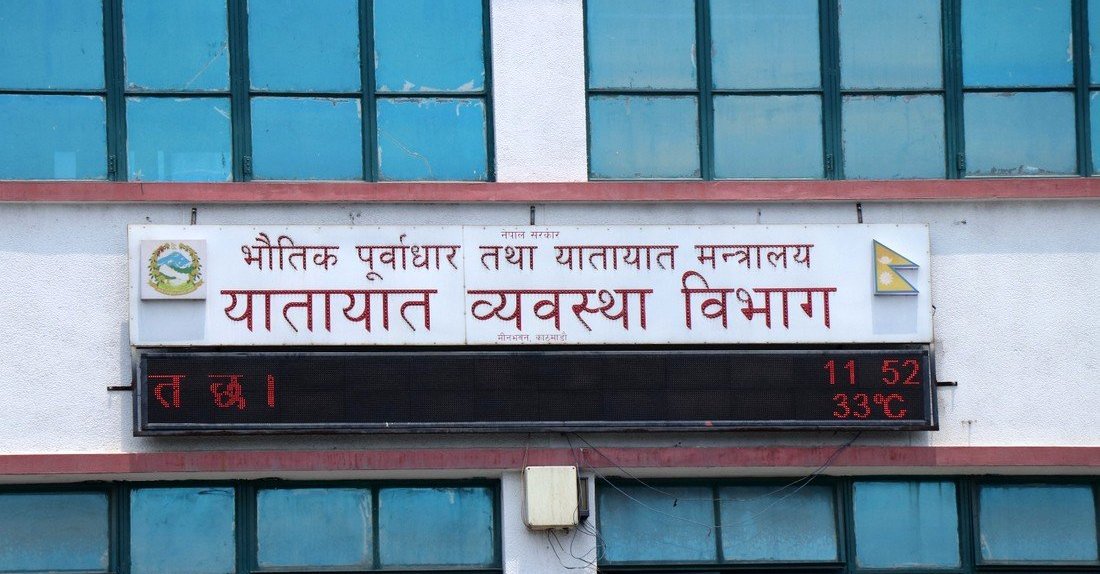 नेपाल सरकार
भौतिक पूर्वाधार तथा यातायात मन्त्रालय
यातायात व्यवस्था विभाग
मीनभवन, काठमाडौं
त छ।
11 52
33°C